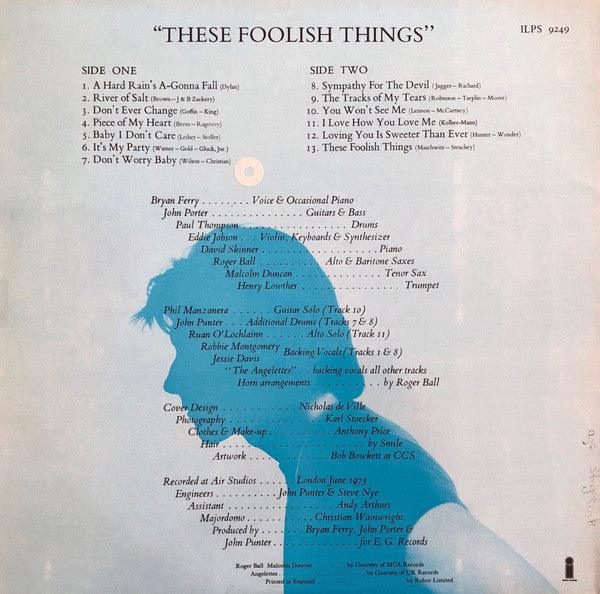 "THESE FOOLISH THINGS"
ILPS 9249
SIDE ONE
1. A Hard Rain's A-Gonna Fall (Dylan)
2. River of Salt (Brown – J & B Zackery)
3. Don't Ever Change (Goffin – King)
4. Piece of My Heart (Berns – Ragovoy)
5. Baby I Don't Care (Leiber – Stoller)
6. It's My Party (Wiener – Gold – Gluck, Jnr.)
7. Don't Worry Baby (Wilson – Christian)
SIDE TWO
8. Sympathy For The Devil (Jagger – Richard)
9. The Tracks of My Tears (Robinson – Tarplin – Moore)
10. You Won't See Me (Lennon – McCartney)
11. I Love How You Love Me (Kolber-Mann)
12. Loving You Is Sweeter Than Ever (Hunter – Wonder)
13. These Foolish Things (Maschwitz – Strachey)
Bryan Ferry . . . . . . . . Voice & Occasional Piano
John Porter . . . . . . . . . . . . . Guitars & Bass
Paul Thompson . . . . . . . . . . . . . . . . Drums
Eddie Jobson . . . Violin, Keyboards & Synthesizer
David Skinner . . . . . . . . . . . . . . . . . Piano
Roger Ball . . . . . . . . . Alto & Baritone Saxes
Malcolm Duncan . . . . . . . . . . . . . Tenor Sax
Henry Lowther . . . . . . . . . . . . . . . Trumpet
Phil Manzanera . . . . . . Guitar Solo (Track 10)
John Punter . . . Additional Drums (Tracks 7 & 8)
Ruan O'Lochlainn . . . . . . Alto Solo (Track 11)
Robbie Montgomery
Jessie Davis
Backing Vocals (Tracks 1 & 8)
"The Angelettes" . . . backing vocals all other tracks
Horn arrangements . . . . . . . . . . by Roger Ball
Cover Design . . . . . . . . . . Nicholas de Ville
Photography . . . . . . . . . . . . . Karl Stoecker
Clothes & Make-up . . . . . . . . . Anthony Price
Hair . . . . . . . . . . . . . . . . . . . by Smile
Artwork . . . . . . . . . . Bob Bowkett at CCS
Recorded at Air Studios . . . . . London June 1973
Engineers . . . . . . . . John Punter & Steve Nye
Assistant . . . . . . . . . . . . . . Andy Arthurs
Majordomo . . . . . . . . . Christian Wainwright
Produced by . . . . . . . Bryan Ferry, John Porter &
John Punter . . . . . . . . . . . for E. G. Records
Roger Ball Malcolm Duncan . . . . . . . by Courtesy of MCA Records
Angelettes . . . . . . . . . . . . . . . . by Courtesy of UK Records
Printed in England . . . . . . . . . . . . . . . by Robor Limited